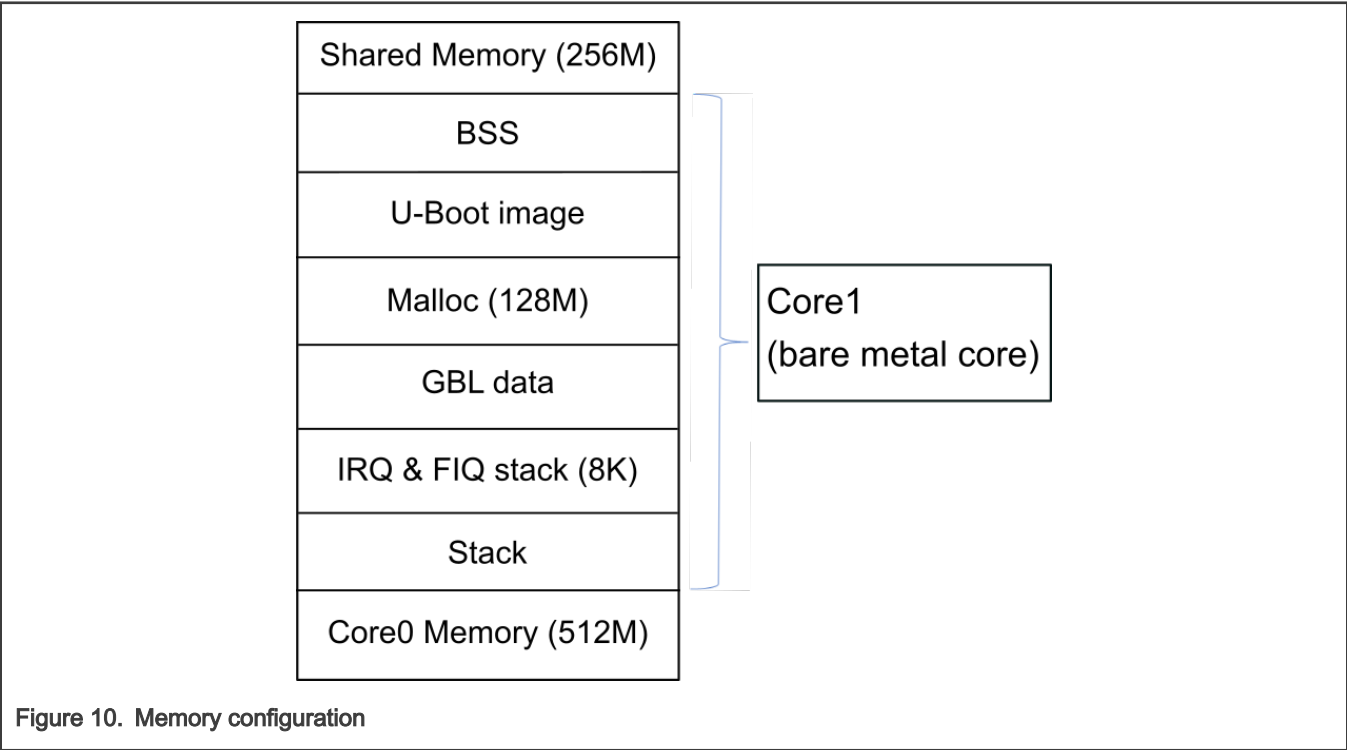 Shared Memory (256M)
BSS
U-Boot image
Malloc (128M)
GBL data
IRQ & FIQ stack (8K)
Stack
Core0 Memory (512M)
Core1
(bare metal core)
Figure 10. Memory configuration